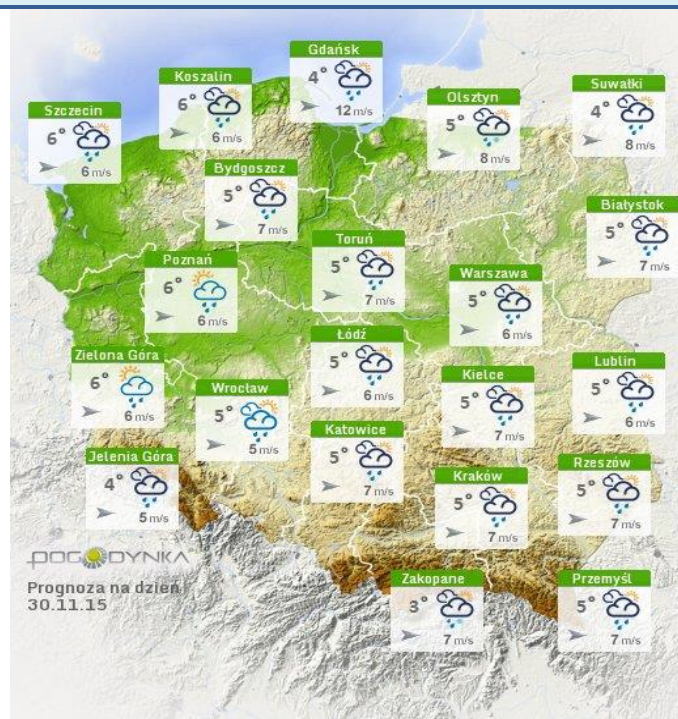 Gdańsk
4°
12 m/s
Koszalin
6°
6 m/s
Suwałki
4°
8 m/s
Olsztyn
5°
8 m/s
Szczecin
6°
6 m/s
Bydgoszcz
5°
7 m/s
Białystok
5°
7 m/s
Toruń
5°
7 m/s
Poznań
6°
6 m/s
Warszawa
5°
6 m/s
Łódź
5°
6 m/s
Zielona Góra
6°
6 m/s
Lublin
5°
6 m/s
Kielce
5°
7 m/s
Wrocław
5°
5 m/s
Katowice
5°
7 m/s
Jelenia Góra
4°
5 m/s
Rzeszów
5°
7 m/s
Kraków
5°
7 m/s
POGODYNKA
Prognoza na dzień
30.11.15
Zakopane
3°
7 m/s
Przemyśl
5°
7 m/s